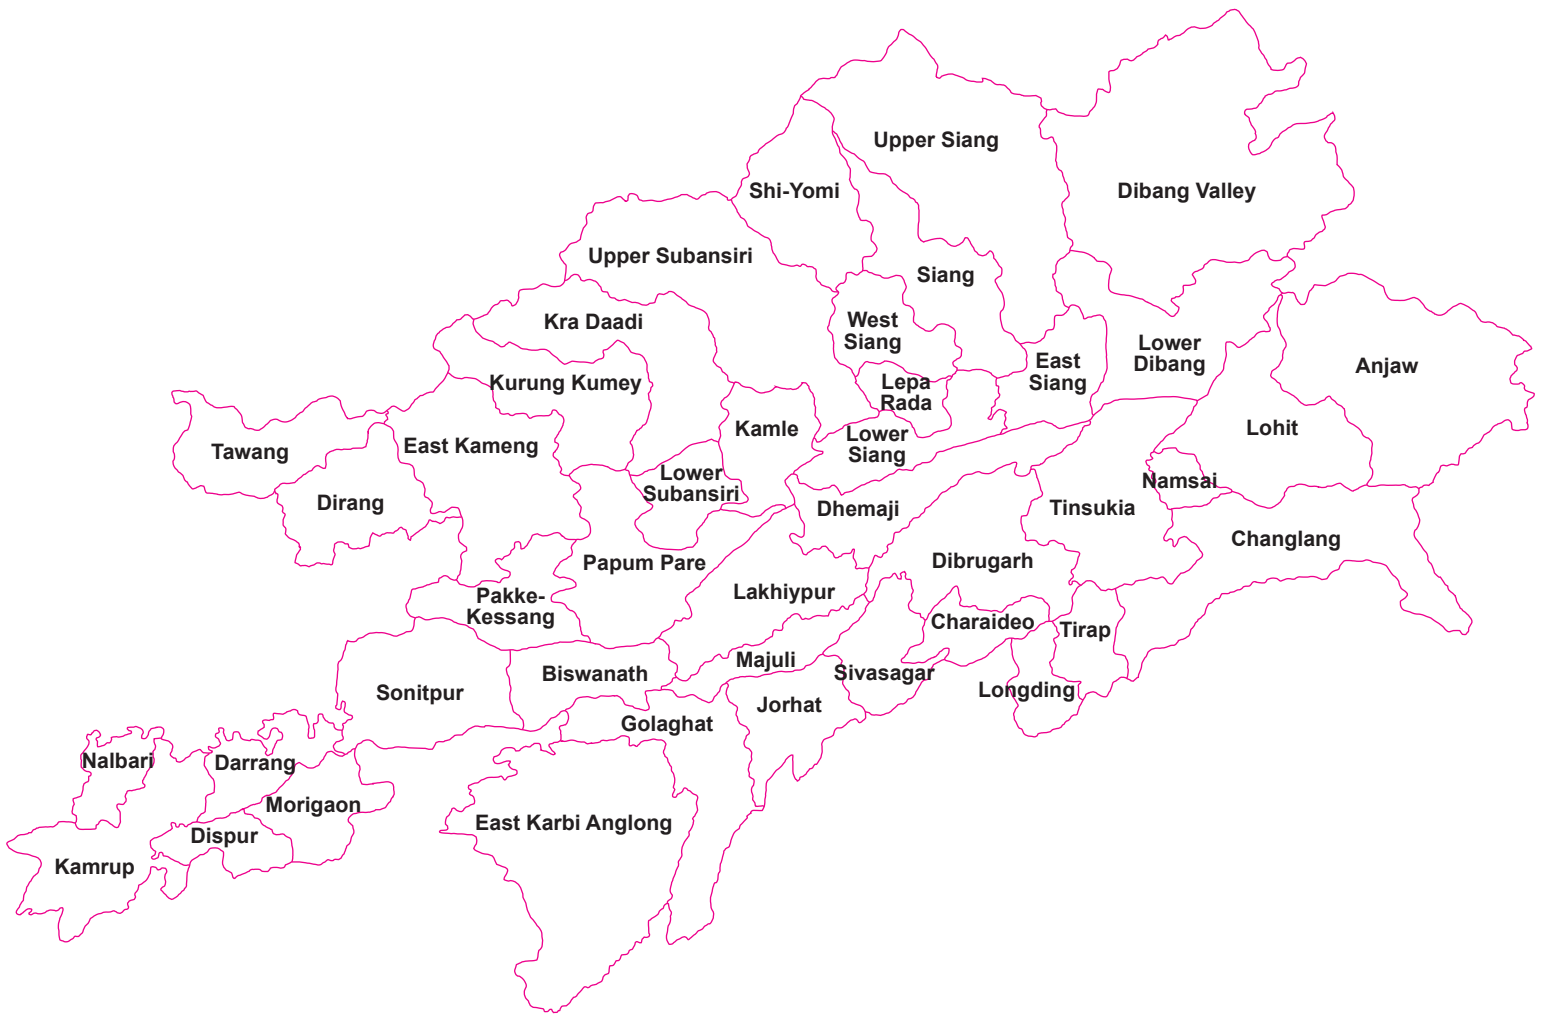 Upper Siang
Dibang Valley
Shi-Yomi
Upper Subansiri
Siang
Kra Daadi
West
Siang
Lower
Dibang
East
Siang
Anjaw
Kurung Kumey
Lepa
Rada
Kamle
Lohit
Tawang
East Kameng
Lower
Siang
Lower
Subansiri
Namsai
Dirang
Dhemaji
Tinsukia
Changlang
Papum Pare
Dibrugarh
Lakhiypur
Pakke-
Kessang
Charaideo
Tirap
Majuli
Biswanath
Sivasagar
Sonitpur
Longding
Jorhat
Golaghat
Nalbari
Darrang
Morigaon
East Karbi Anglong
Dispur
Kamrup